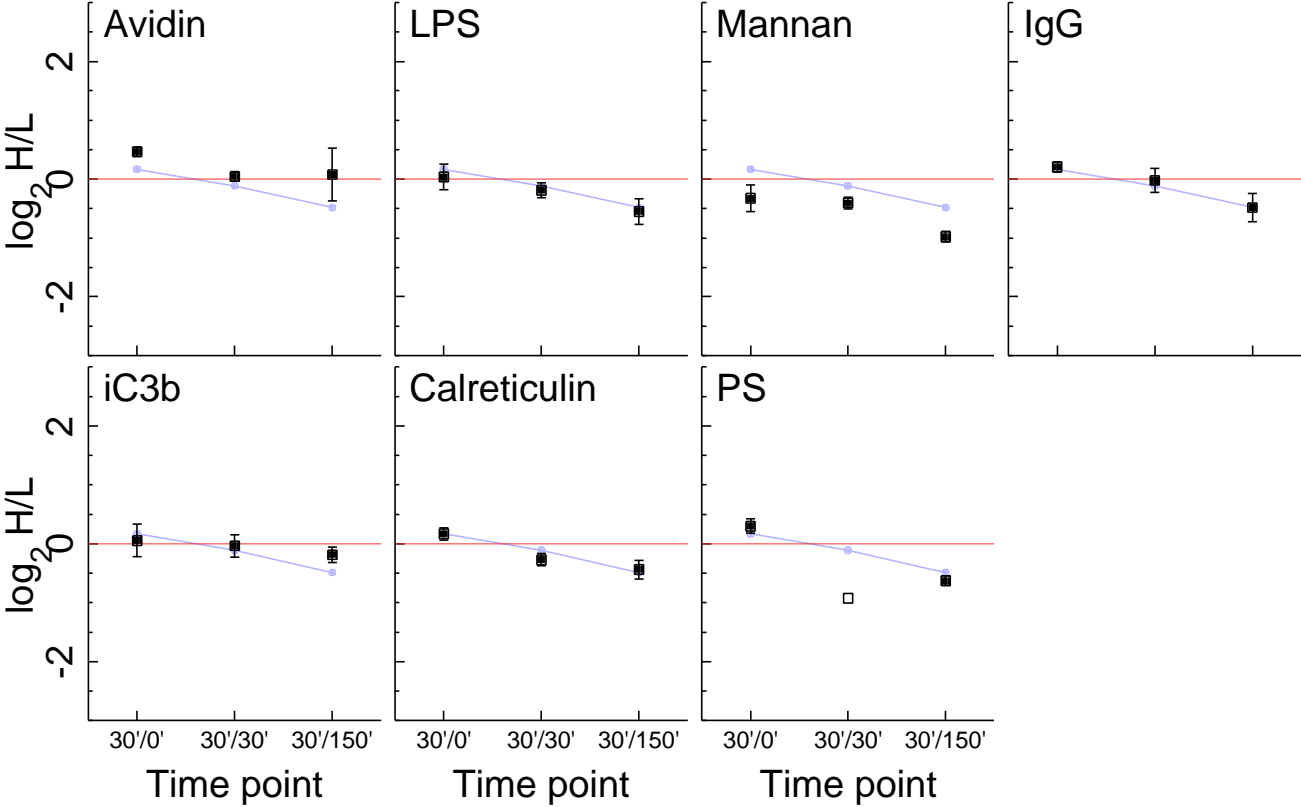 Avidin
LPS
Mannan
IgG
log2 H/L
2
0
-2
iC3b
Calreticulin
PS
log2 H/L
2
0
-2
30'/0' 30'/30' 30'/150'
30'/0' 30'/30' 30'/150'
30'/0' 30'/30' 30'/150'
Time point
Time point
Time point